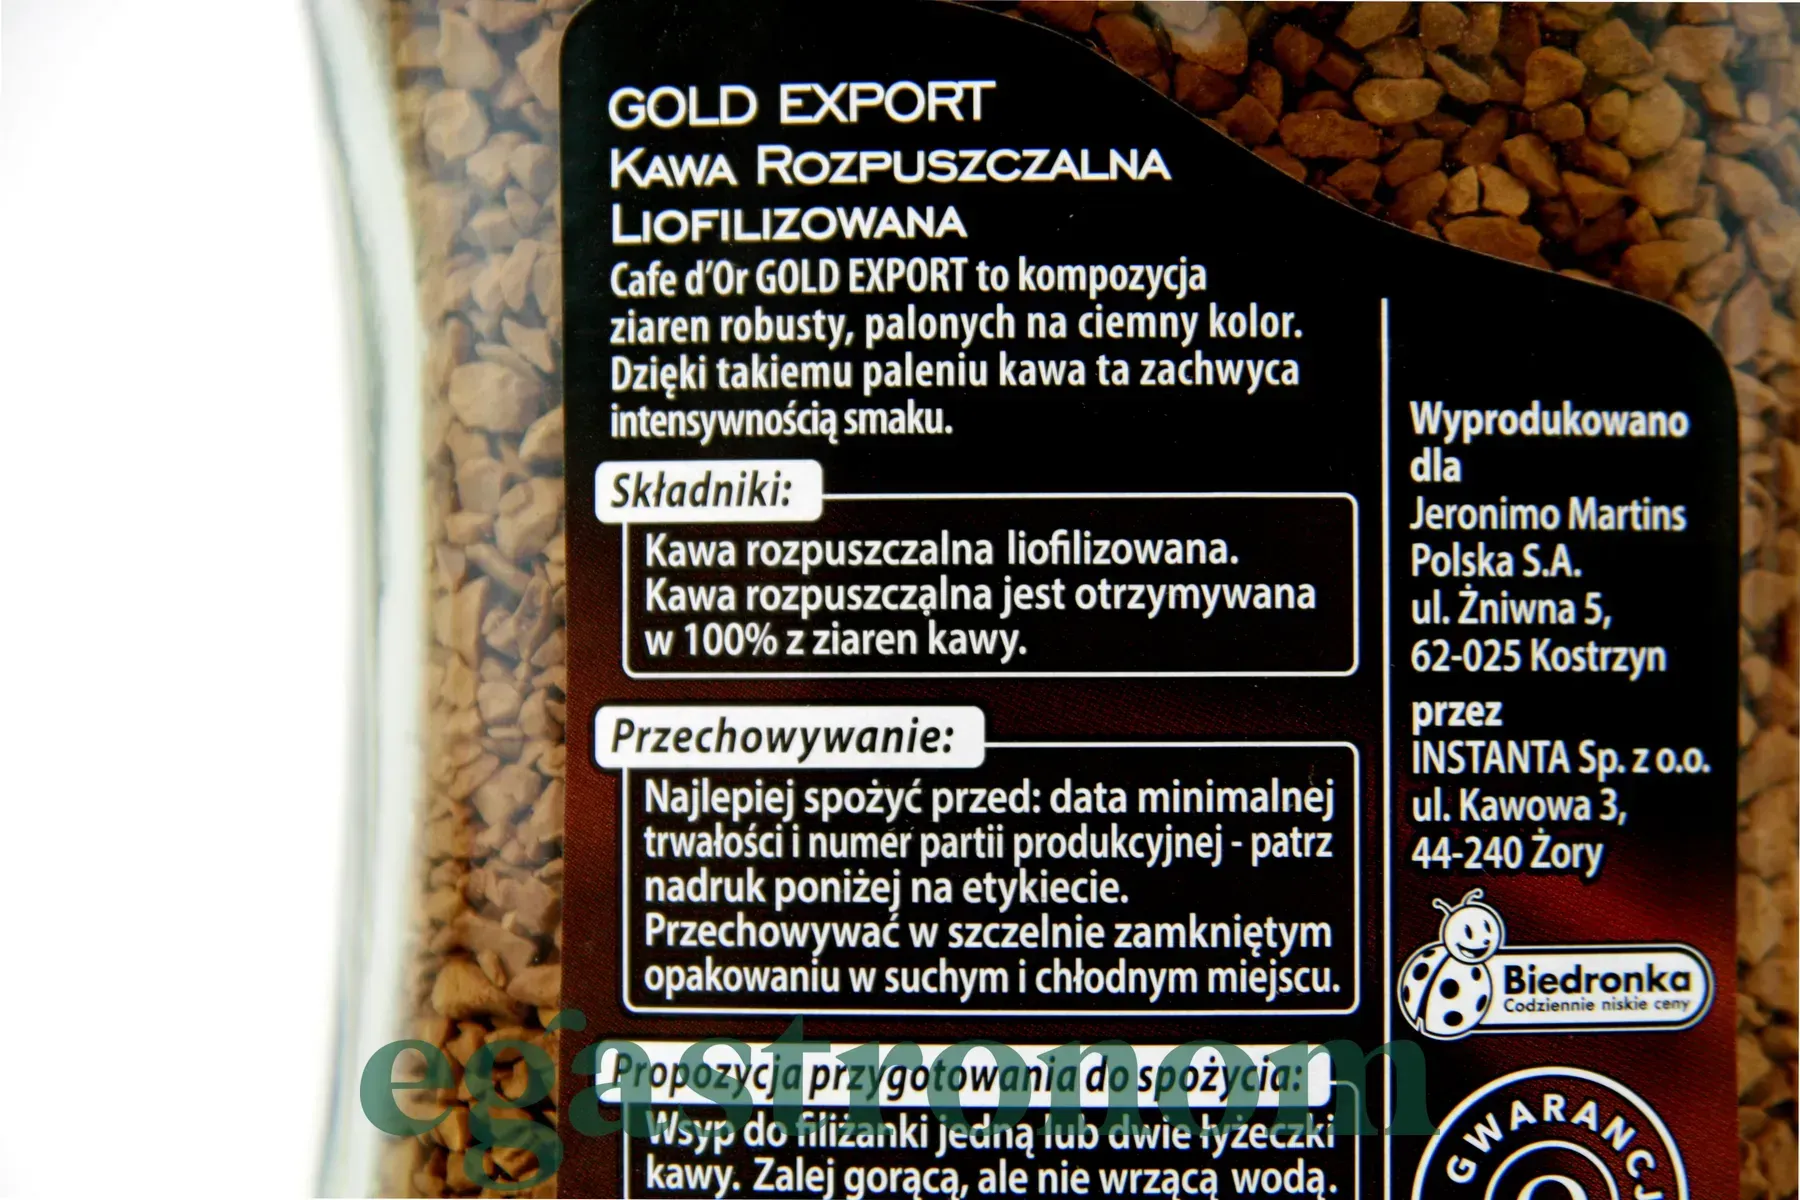 GOLD EXPORT
KAWA ROZPUSZCZALNA
LIOFILIZOWANA
Cafe d'Or GOLD EXPORT to kompozycja
ziaren robusty, palonych na ciemny kolor.
Dzięki takiemu paleniu kawa ta zachwyca
intensywnością smaku.
Składniki:
Kawa rozpuszczalna liofilizowana.
Kawa rozpuszczalna jest otrzymywana
w 100% z ziaren kawy.
Przechowywanie:
Najlepiej spożyć przed: data minimalnej
trwałości i numer partii produkcyjnej - patrz
nadruk poniżej na etykiecie.
Przechowywać w szczelnie zamkniętym
opakowaniu w suchym i chłodnym miejscu.
Propozycja przygotowania do spożycia:
Wsyp do filiżanki jedną lub dwie łyżeczki
kawy. Zalej gorącą, ale nie wrzącą wodą.
Wyprodukowano
dla
Jeronimo Martins
Polska S.A.
ul. Żniwna 5,
62-025 Kostrzyn
przez
INSTANTA Sp. z o.o.
ul. Kawowa 3,
44-240 Żory
Biedronka
Codziennie niskie ceny
egastronom